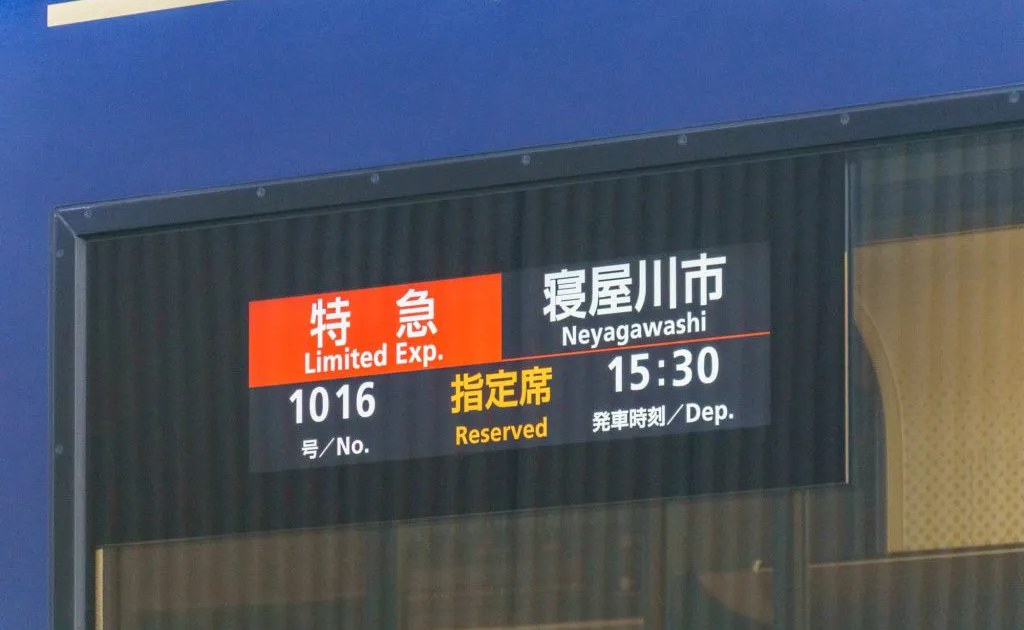 特 急
Limited Exp.
寝屋川市
Neyagawashi
1016
号／No.
指定席
Reserved
15:30
発車時刻／Dep.